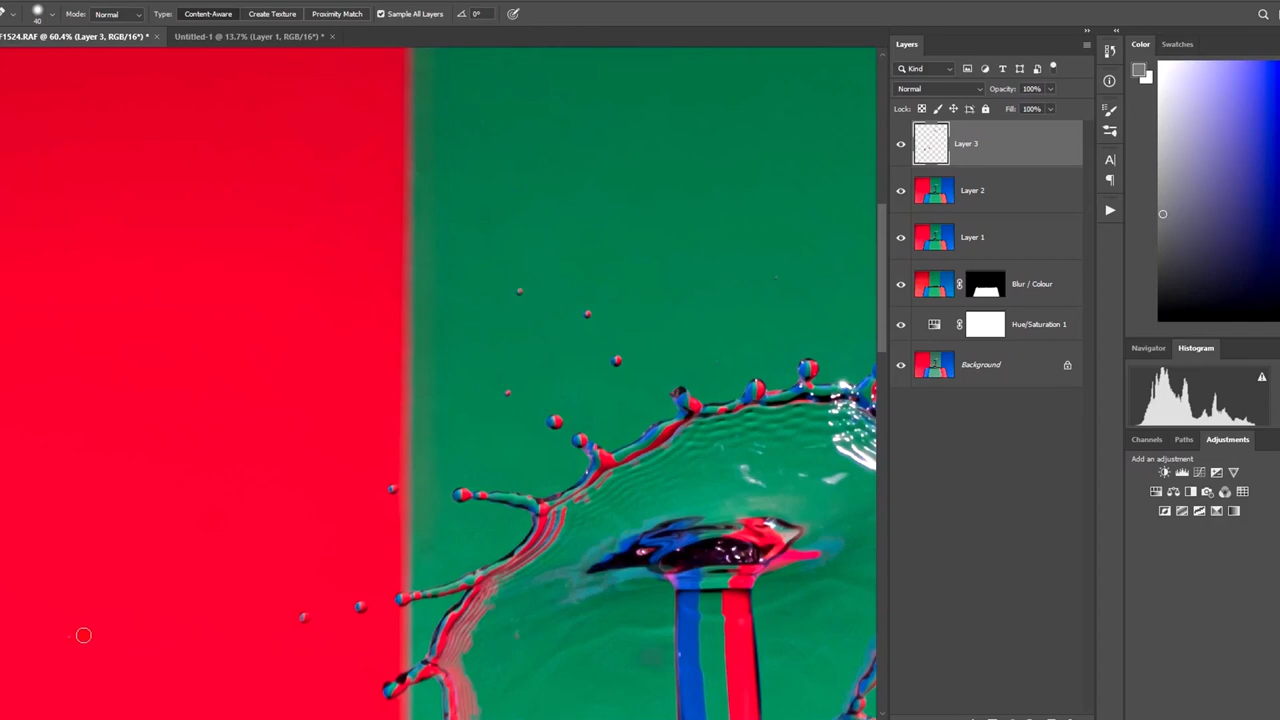 40
Mode: Normal
Type: Content-Aware Create Texture Proximity Match
Sample All Layers
0°
F1524.RAF @ 60.4% (Layer 3, RGB/16*) * ×
Untitled-1 @ 13.7% (Layer 1, RGB/16*) * ×
Layers
Kind
Normal Opacity: 100%
Lock: Fill: 100%
Layer 3
Layer 2
Layer 1
Blur / Colour
Hue/Saturation 1
Background
Color Swatches
Navigator Histogram
Channels Paths Adjustments
Add an adjustment